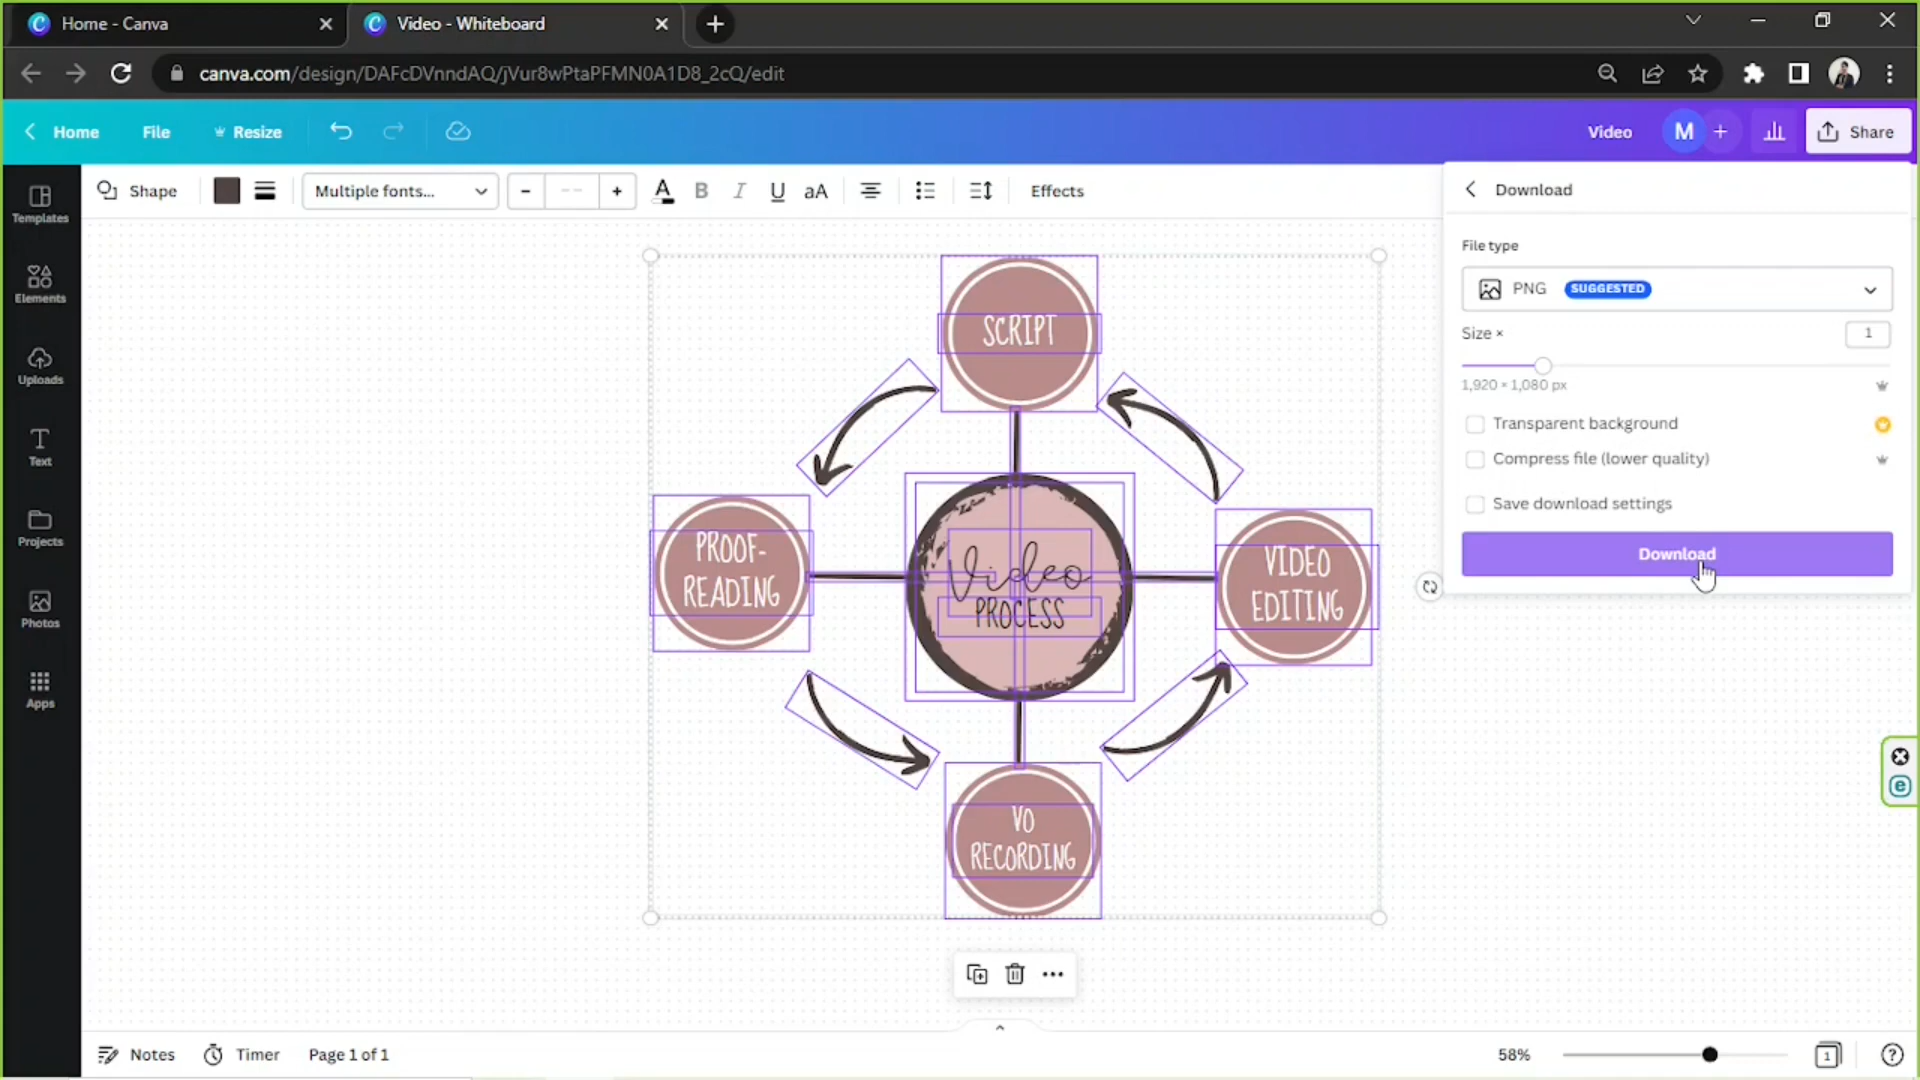 Home - Canva
Video - Whiteboard
canva.com/design/DAFcDVnndAQ/jVur8wPtaPFMN0A1D8_2cQ/edit
Home
File
Resize
Video
M
Share
Templates
Elements
Uploads
Text
Projects
Photos
Apps
Shape
Multiple fonts...
- -
B
I
U
aA
Effects
Download
File type
PNG
SUGGESTED
Size ×
1
1,920 × 1,080 px
Transparent background
Compress file (lower quality)
Save download settings
Download
SCRIPT
PROOF-
READING
Video
PROCESS
VIDEO
EDITING
VO
RECORDING
Notes
Timer
Page 1 of 1
58%
1